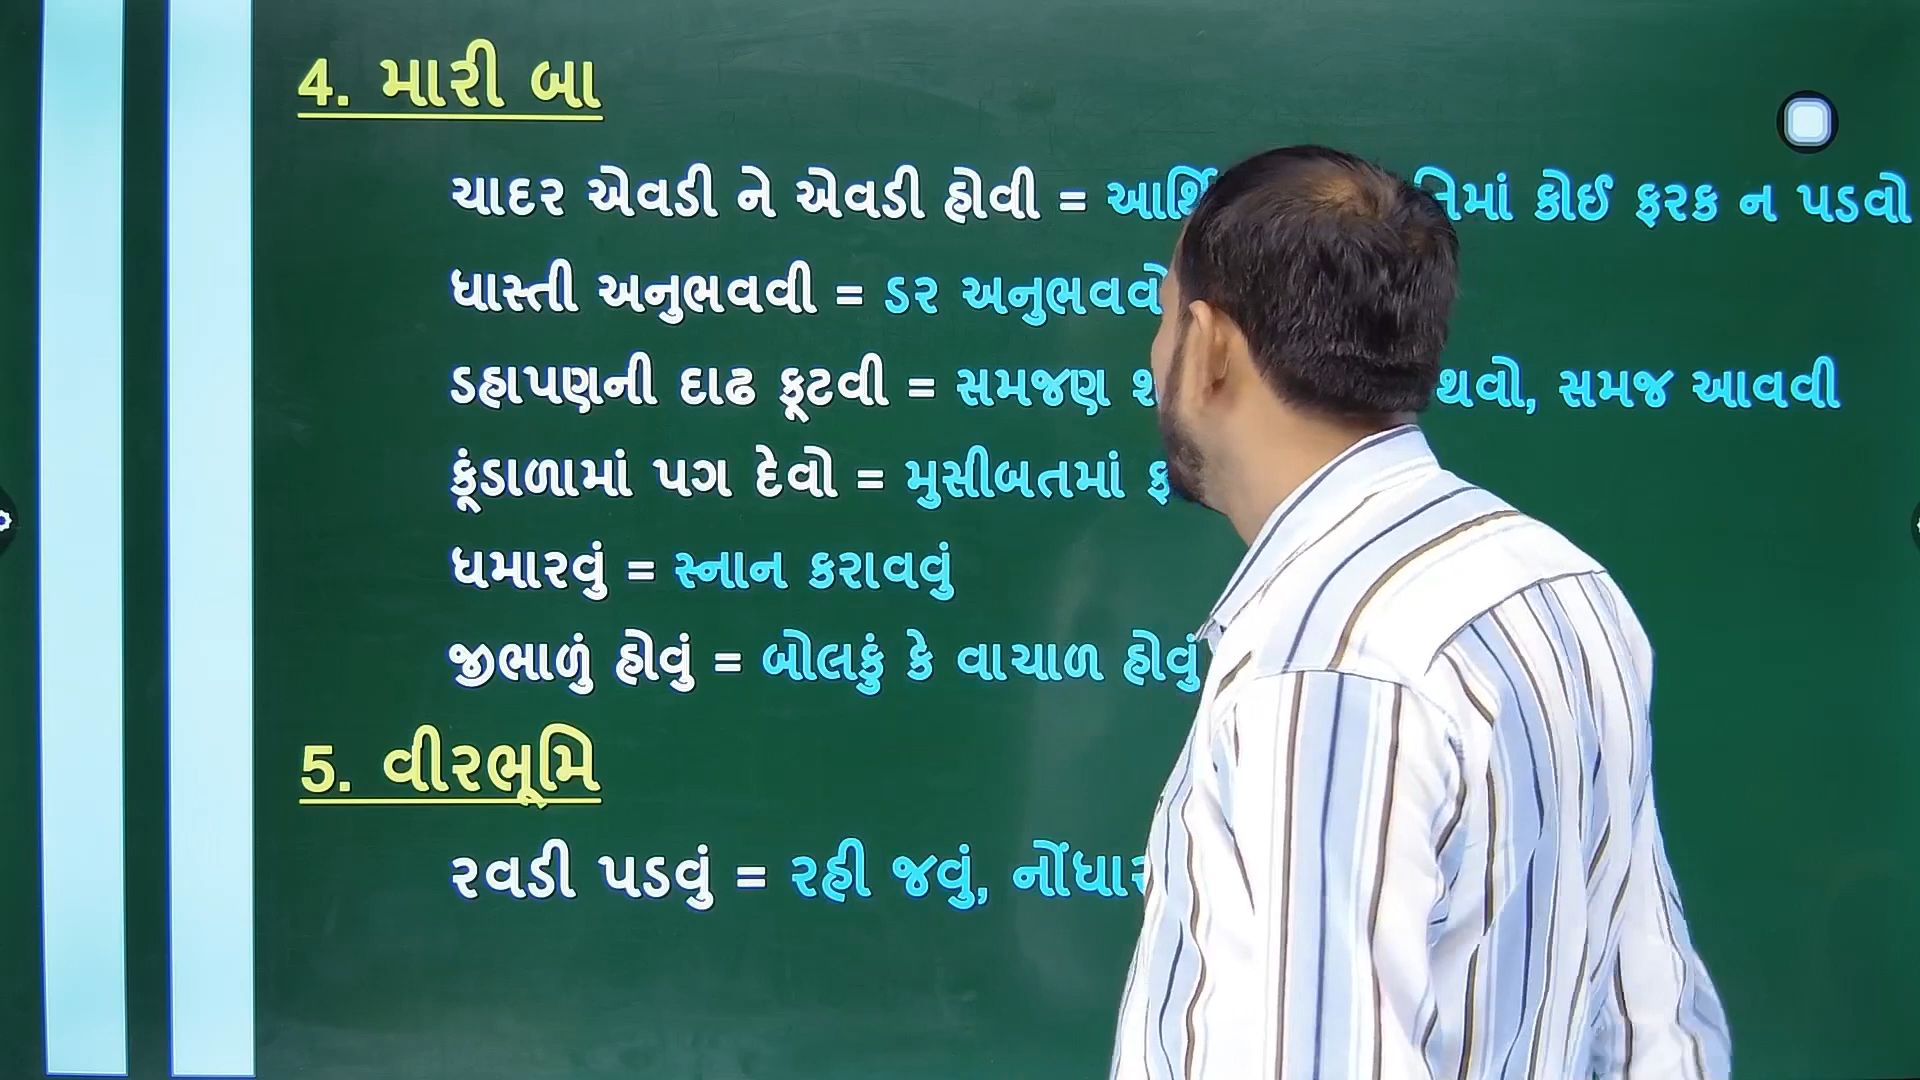 4. મારી બા
ચાદર એવડી ને એવડી હોવી = કોઈ ફરક ન પડવો
ધાસ્તી અનુભવવી = ડર અનુભવવો
ડહાપણની દાઢ ફૂટવી = સમજણ થવો, સમજ આવવી
કૂંડાળામાં પગ દેવો = મુસીબતમાં
ધમારવું = સ્નાન કરાવવું
જીભાળું હોવું = બોલકું કે વાચાળ હોવું
5. વીરભૂમિ
રવડી પડવું = રહી જવું,